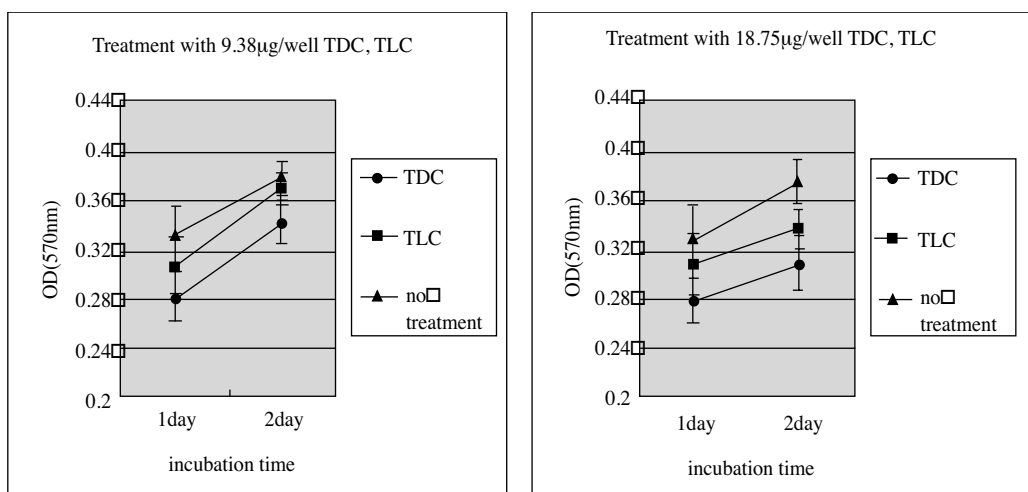 Treatment with 9.38µg/well TDC, TLC
0.44
0.4
0.36
0.32
0.28
0.24
0.2
OD(570nm)
1day 2day
incubation time
TDC
TLC
no□
treatment
Treatment with 18.75µg/well TDC, TLC
0.44
0.4
0.36
0.32
0.28
0.24
0.2
OD(570nm)
1day 2day
incubation time
TDC
TLC
no□
treatment